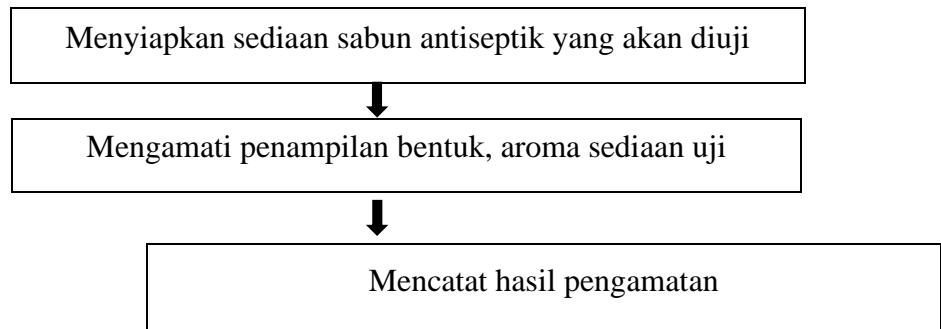 Menyiapkan sediaan sabun antiseptik yang akan diuji
Mengamati penampilan bentuk, aroma sediaan uji
Mencatat hasil pengamatan